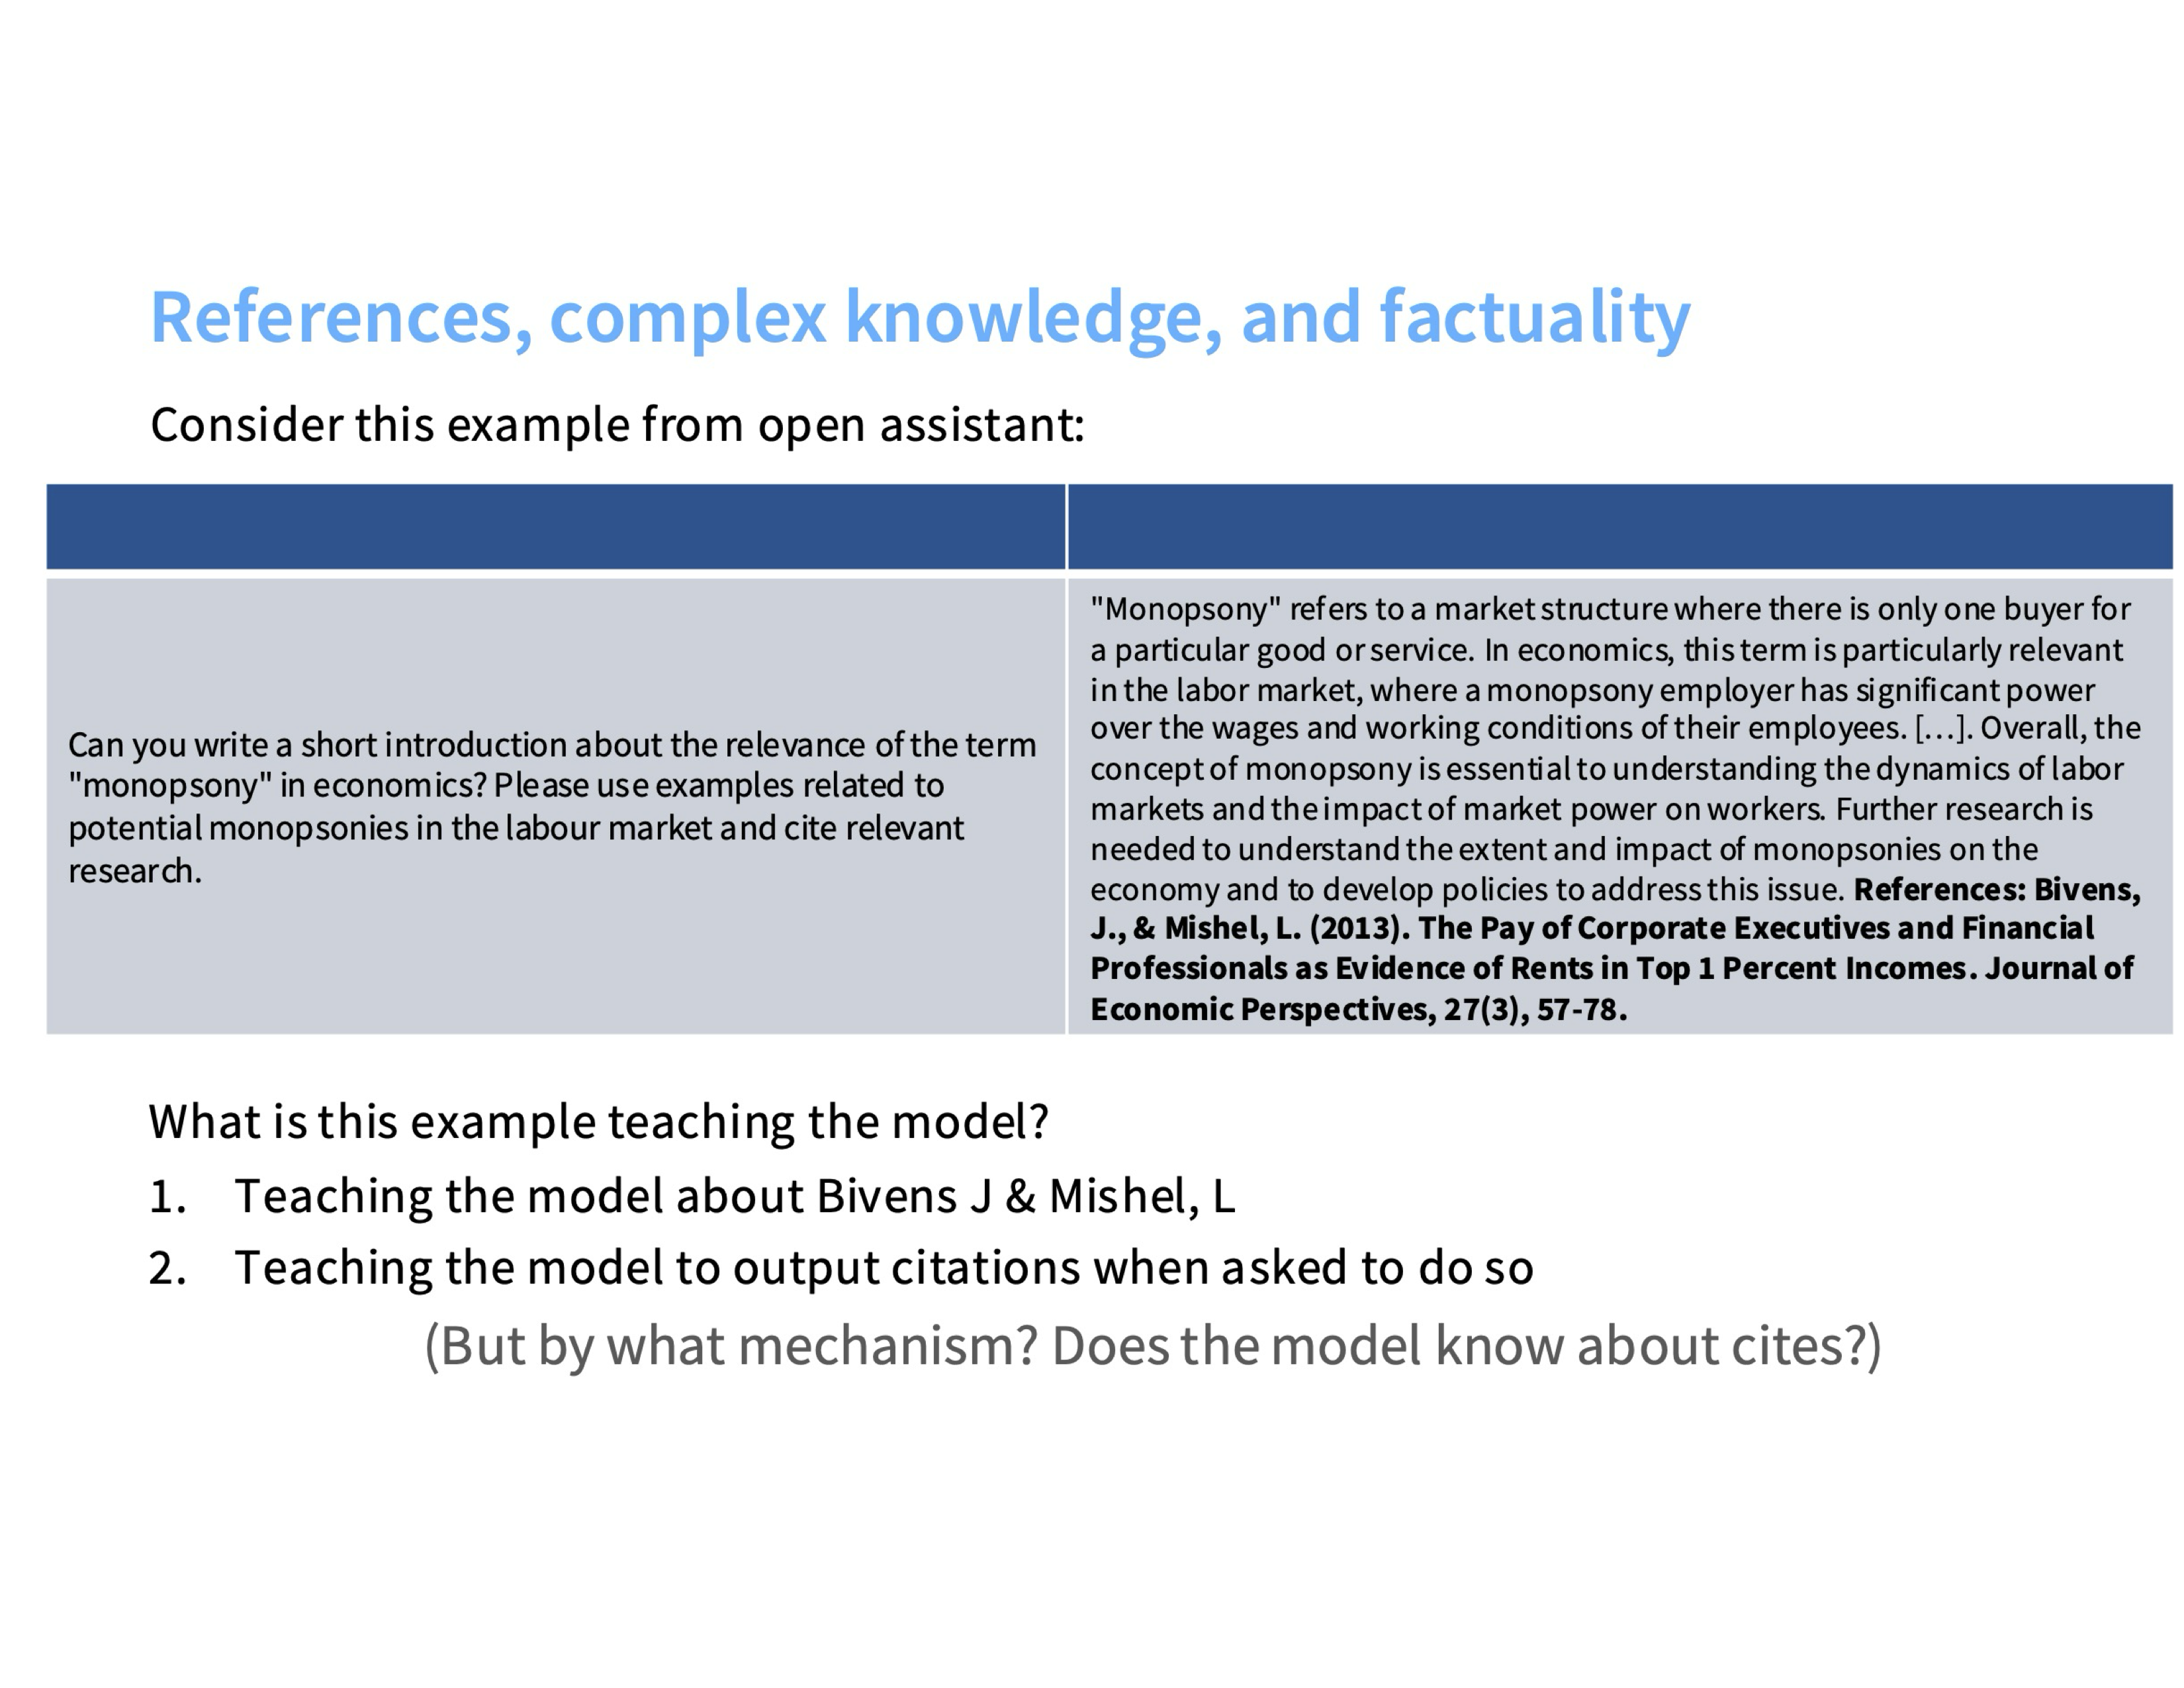 References, complex knowledge, and factuality
Consider this example from open assistant:
Can you write a short introduction about the relevance of the term
"monopsony" in economics? Please use examples related to
potential monopsonies in the labour market and cite relevant
research.
"Monopsony" refers to a market structure where there is only one buyer for
a particular good or service. In economics, this term is particularly relevant
in the labor market, where a monopsony employer has significant power
over the wages and working conditions of their employees. […]. Overall, the
concept of monopsony is essential to understanding the dynamics of labor
markets and the impact of market power on workers. Further research is
needed to understand the extent and impact of monopsonies on the
economy and to develop policies to address this issue. References: Bivens,
J., & Mishel, L. (2013). The Pay of Corporate Executives and Financial
Professionals as Evidence of Rents in Top 1 Percent Incomes. Journal of
Economic Perspectives, 27(3), 57-78.
What is this example teaching the model?
1. Teaching the model about Bivens J & Mishel, L
2. Teaching the model to output citations when asked to do so
(But by what mechanism? Does the model know about cites?)